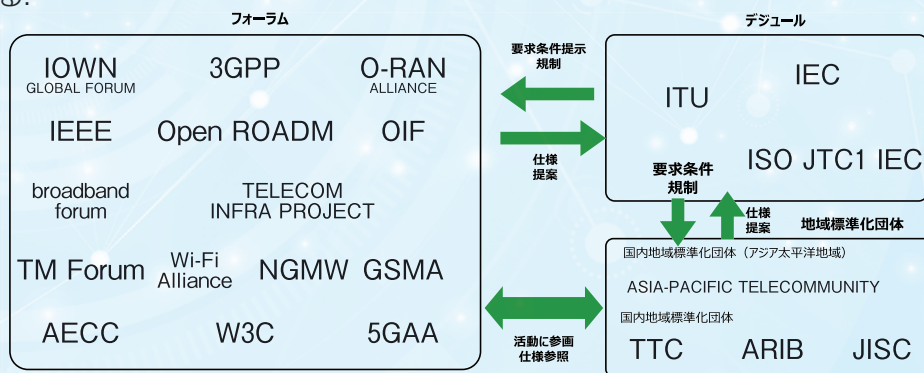 る.
フォーラム
IOWN
GLOBAL FORUM
3GPP
O-RAN
ALLIANCE
IEEE
Open ROADM
OIF
broadband
forum
TELECOM
INFRA PROJECT
TM Forum
Wi-Fi
Alliance
NGMW
GSMA
AECC
W3C
5GAA
要求条件提示
規制
仕様
提案
活動に参画
仕様参照
デジュール
ITU
IEC
ISO JTC1 IEC
要求条件
規制
仕様
提案
地域標準化団体
国内地域標準化団体（アジア太平洋地域）
ASIA-PACIFIC TELECOMMUNITY
国内地域標準化団体
TTC
ARIB
JISC